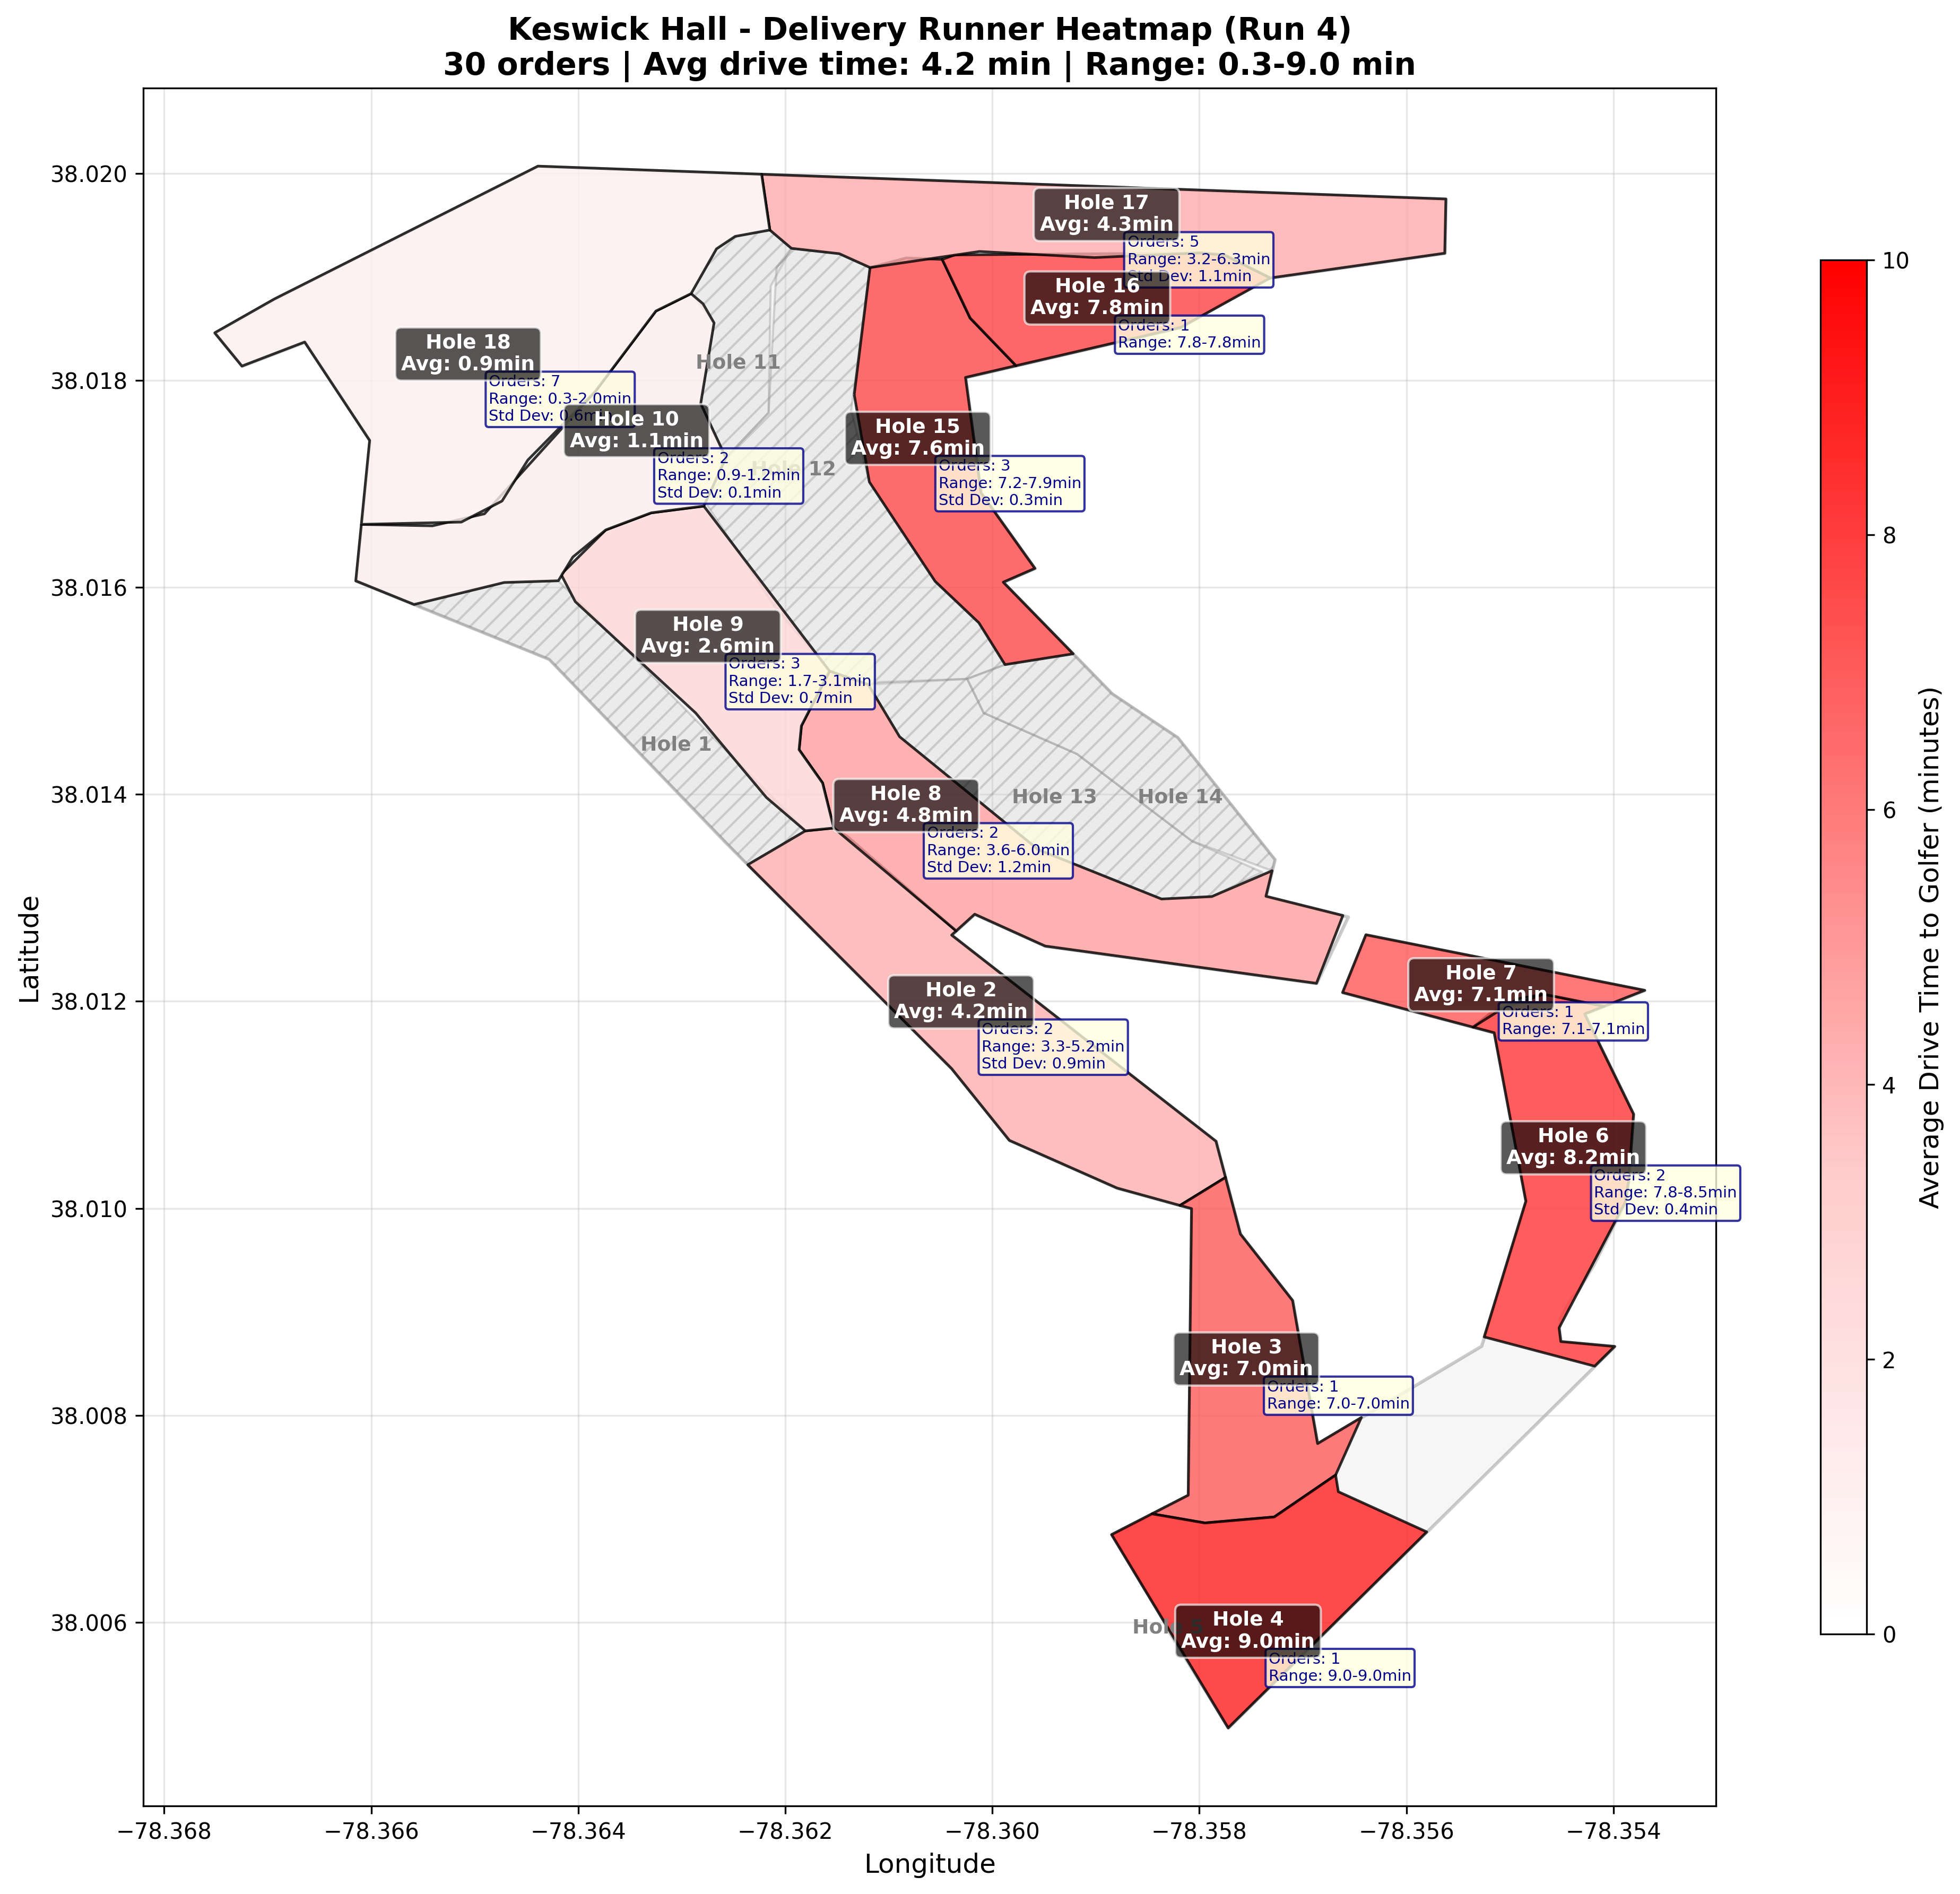 Keswick Hall - Delivery Runner Heatmap (Run 4)
30 orders | Avg drive time: 4.2 min | Range: 0.3-9.0 min
Hole 17
Avg: 4.3min
Orders: 5
Range: 3.2-6.3min
Std Dev: 1.1min
Hole 16
Avg: 7.8min
Orders: 1
Range: 7.8-7.8min
Hole 18
Avg: 0.9min
Orders: 7
Range: 0.3-2.0min
Std Dev: 0.6min
Hole 11
Hole 10
Avg: 1.1min
Orders: 2
Range: 0.9-1.2min
Std Dev: 0.1min
Hole 12
Hole 15
Avg: 7.6min
Orders: 3
Range: 7.2-7.9min
Std Dev: 0.3min
Hole 9
Avg: 2.6min
Orders: 3
Range: 1.7-3.1min
Std Dev: 0.7min
Hole 1
Hole 8
Avg: 4.8min
Orders: 2
Range: 3.6-6.0min
Std Dev: 1.2min
Hole 13
Hole 14
Hole 2
Avg: 4.2min
Orders: 2
Range: 3.3-5.2min
Std Dev: 0.9min
Hole 7
Avg: 7.1min
Orders: 1
Range: 7.1-7.1min
Hole 6
Avg: 8.2min
Orders: 2
Range: 7.8-8.5min
Std Dev: 0.4min
Hole 3
Avg: 7.0min
Orders: 1
Range: 7.0-7.0min
Hole 4
Avg: 9.0min
Orders: 1
Range: 9.0-9.0min
38.020
38.018
38.016
38.014
38.012
38.010
38.008
38.006
Latitude
−78.368
−78.366
−78.364
−78.362
−78.360
−78.358
−78.356
−78.354
Longitude
10
8
6
4
2
0
Average Drive Time to Golfer (minutes)